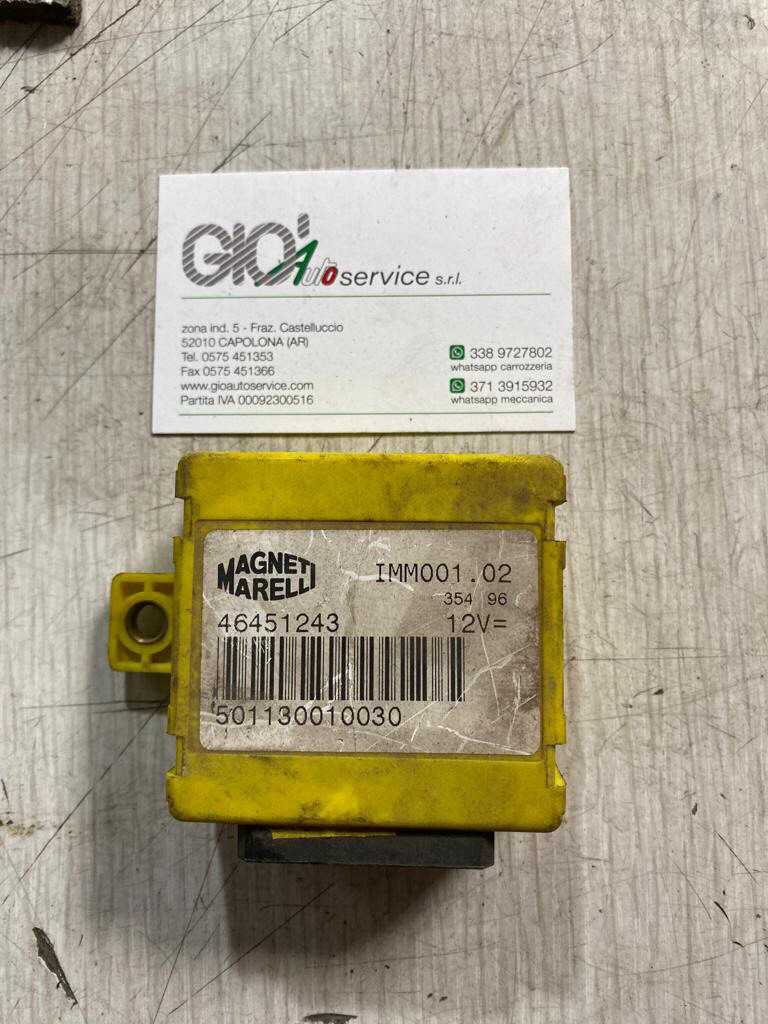 GIO' Auto service s.r.l.
zona ind. 5 - Fraz. Castelluccio
52010 CAPOLONA (AR)
Tel. 0575 451353
Fax 0575 451366
www.gioautoservice.com
Partita IVA 00092300516
338 9727802
whatsapp carrozzeria
371 3915932
whatsapp meccanica
MAGNETI
MARELLI
IMM001.02
354 96
46451243
12V=
501130010030